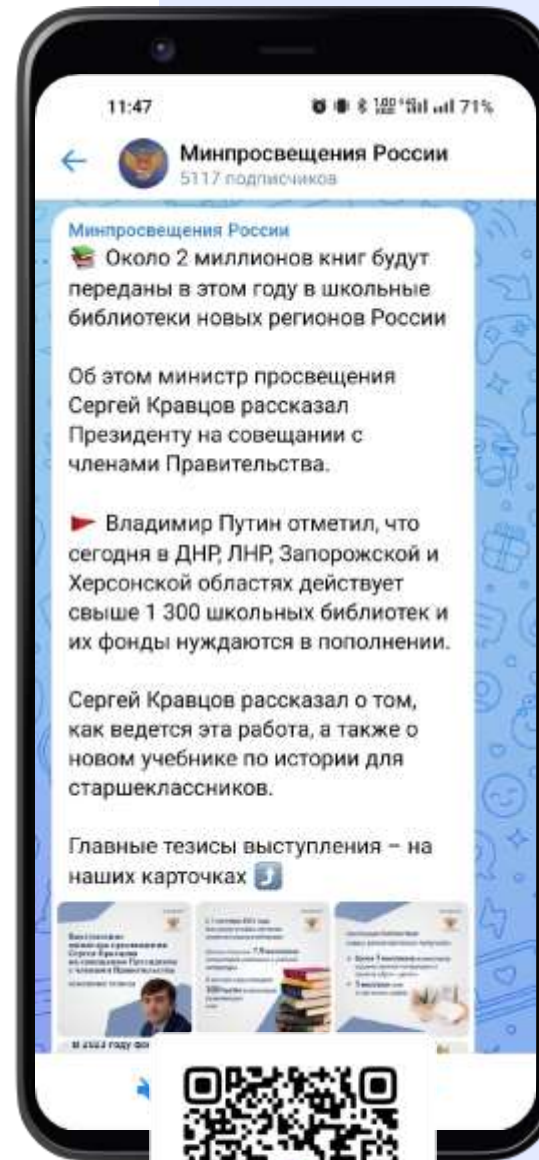 11:47
71%
Минпросвещения России
5117 подписчиков
Минпросвещения России
Около 2 миллионов книг будут
переданы в этом году в школьные
библиотеки новых регионов России
Об этом министр просвещения
Сергей Кравцов рассказал
Президенту на совещании с
членами Правительства.
Владимир Путин отметил, что
сегодня в ДНР, ЛНР, Запорожской и
Херсонской областях действует
свыше 1 300 школьных библиотек и
их фонды нуждаются в пополнении.
Сергей Кравцов рассказал о том,
как ведется эта работа, а также о
новом учебнике по истории для
старшеклассников.
Главные тезисы выступления – на
наших карточках